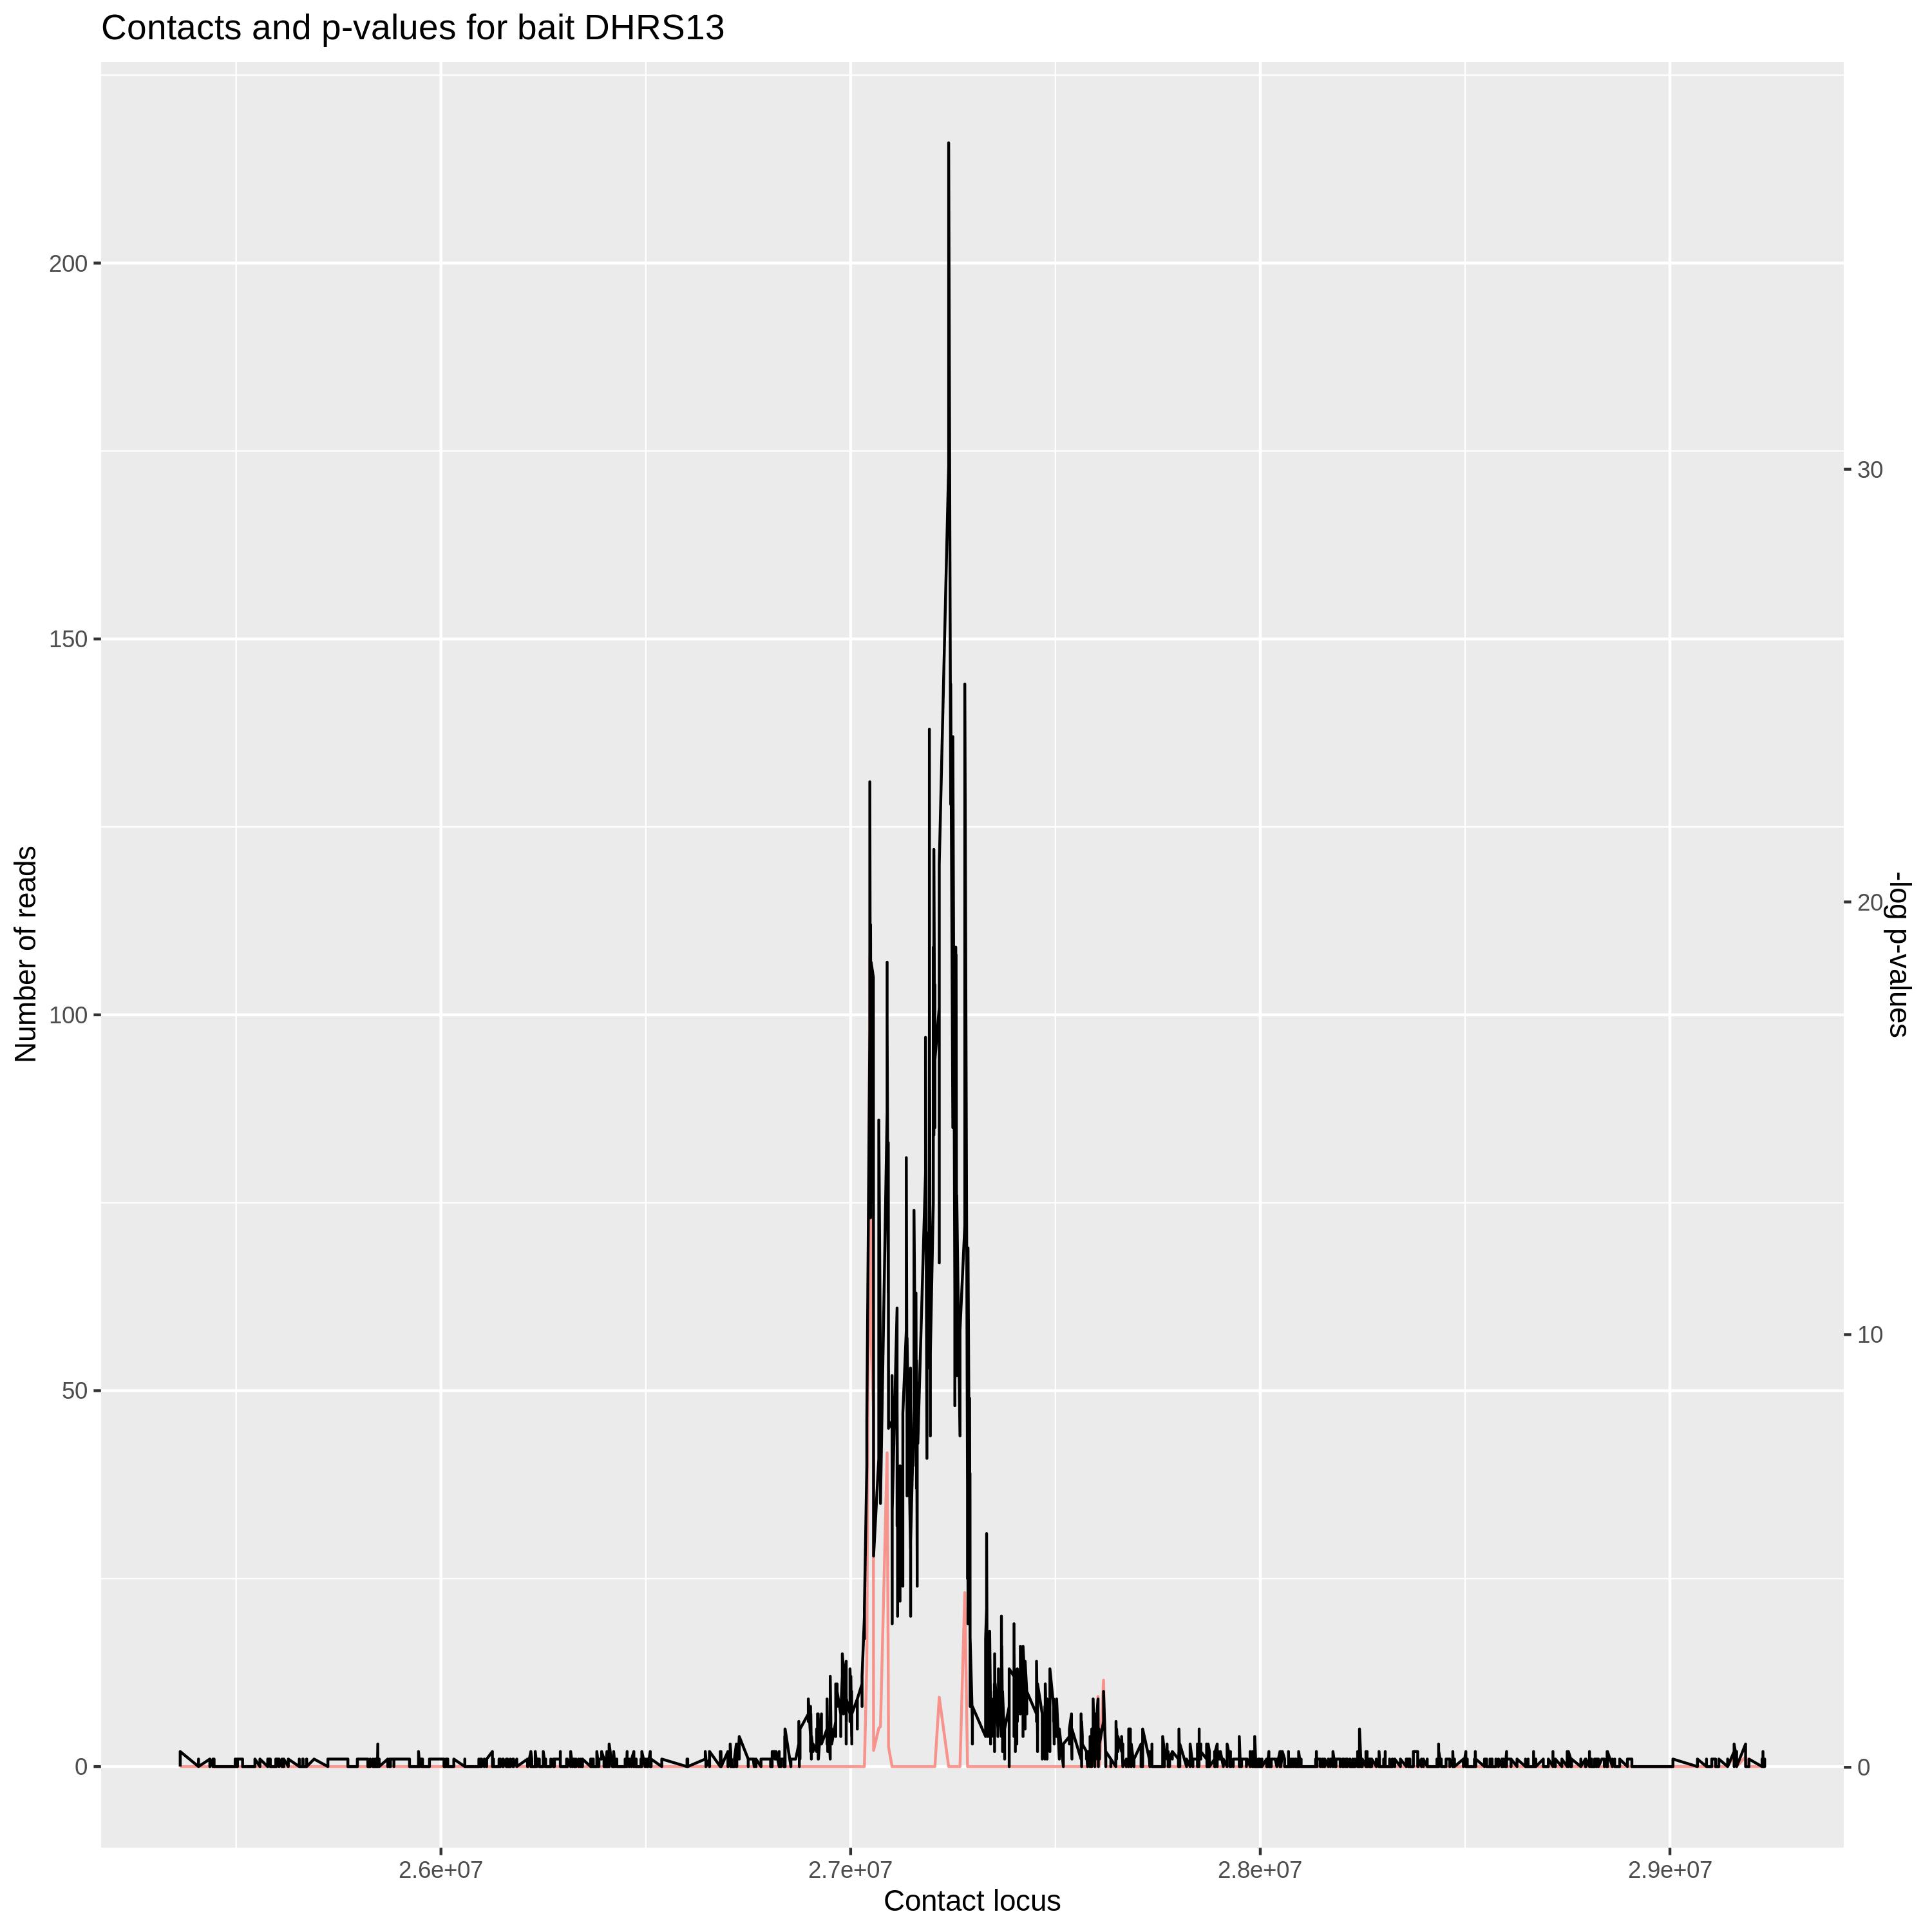 Contacts and p-values for bait DHRS13
200
150
100
50
0
Number of reads
30
20
10
0
-log p-values
2.6e+07
2.7e+07
2.8e+07
2.9e+07
Contact locus